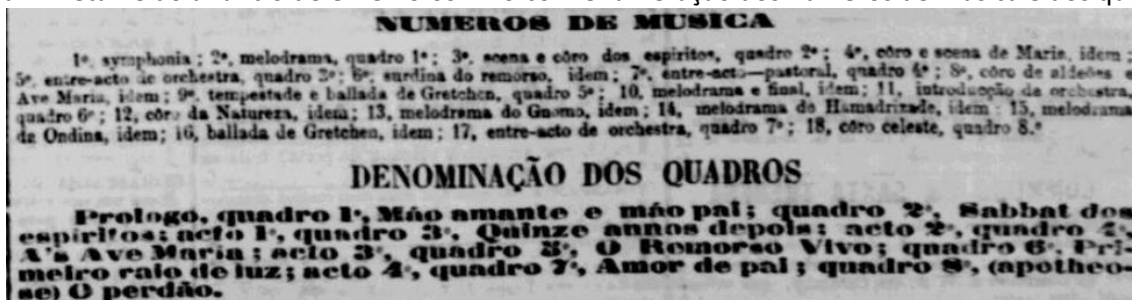 NUMEROS DE MUSICA
1º, symphonia ; 2º, melodrama, quadro 1º ; 3º, scena e côro dos espiritos, quadro 2º ; 4º, côro e scena de Maria, idem ;
5º, entre-acto de orchestra, quadro 3º ; 6º, surdina do remorso, idem ; 7º, entre-acto—pastoral, quadro 4º ; 8º, côro de aldeões e
Ave Maria, idem ; 9º, tempestade e ballada de Gretchen, quadro 5º ; 10, melodrama e final, idem ; 11, introducção de orchestra,
quadro 6º ; 12, côro da Natureza, idem ; 13, melodrama do Gnomo, idem ; 14, melodrama da Hamadriade, idem ; 15, melodrama
da Ondina, idem ; 16, ballada de Gretchen, idem ; 17, entre-acto de orchestra, quadro 7º ; 18, côro celeste, quadro 8.º
DENOMINAÇÃO DOS QUADROS
Prologo, quadro 1º, Máo amante e máo pai ; quadro 2º, Sabbat dos
espiritos ; acto 1º, quadro 3º, Quinze annos depois ; acto 2º, quadro 4º,
A's Ave Maria ; acto 3º, quadro 5º, O Remorso Vivo ; quadro 6º, Pri-
meiro raio de luz ; acto 4º, quadro 7º, Amor de pai ; quadro 8º, (apotheo-
se) O perdão.